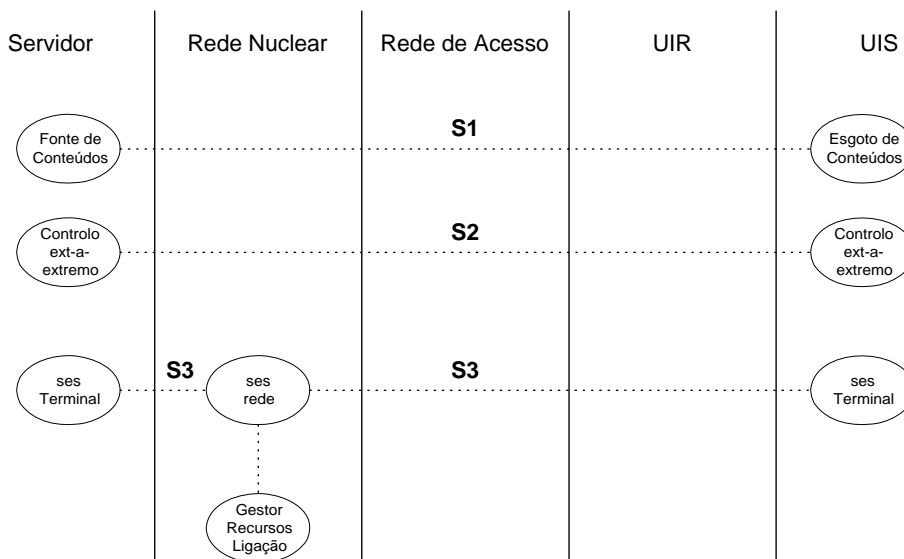 Servidor
Rede Nuclear
Rede de Acesso
UIR
UIS
Fonte de
Conteúdos
S1
Esgoto de
Conteúdos
Controlo
ext-a-
extremo
S2
Controlo
ext-a-
extremo
ses
Terminal
S3
ses
rede
S3
ses
Terminal
Gestor
Recursos
Ligação